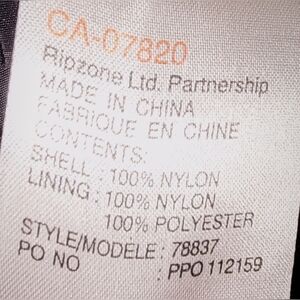 CA-07820
Ripzone Ltd. Partnership
MADE IN CHINA
FABRIQUE EN CHINE
CONTENTS:
SHELL : 100% NYLON
LINING : 100% NYLON
100% POLYESTER
STYLE/MODELE : 78837
PO NO : PPO 112159